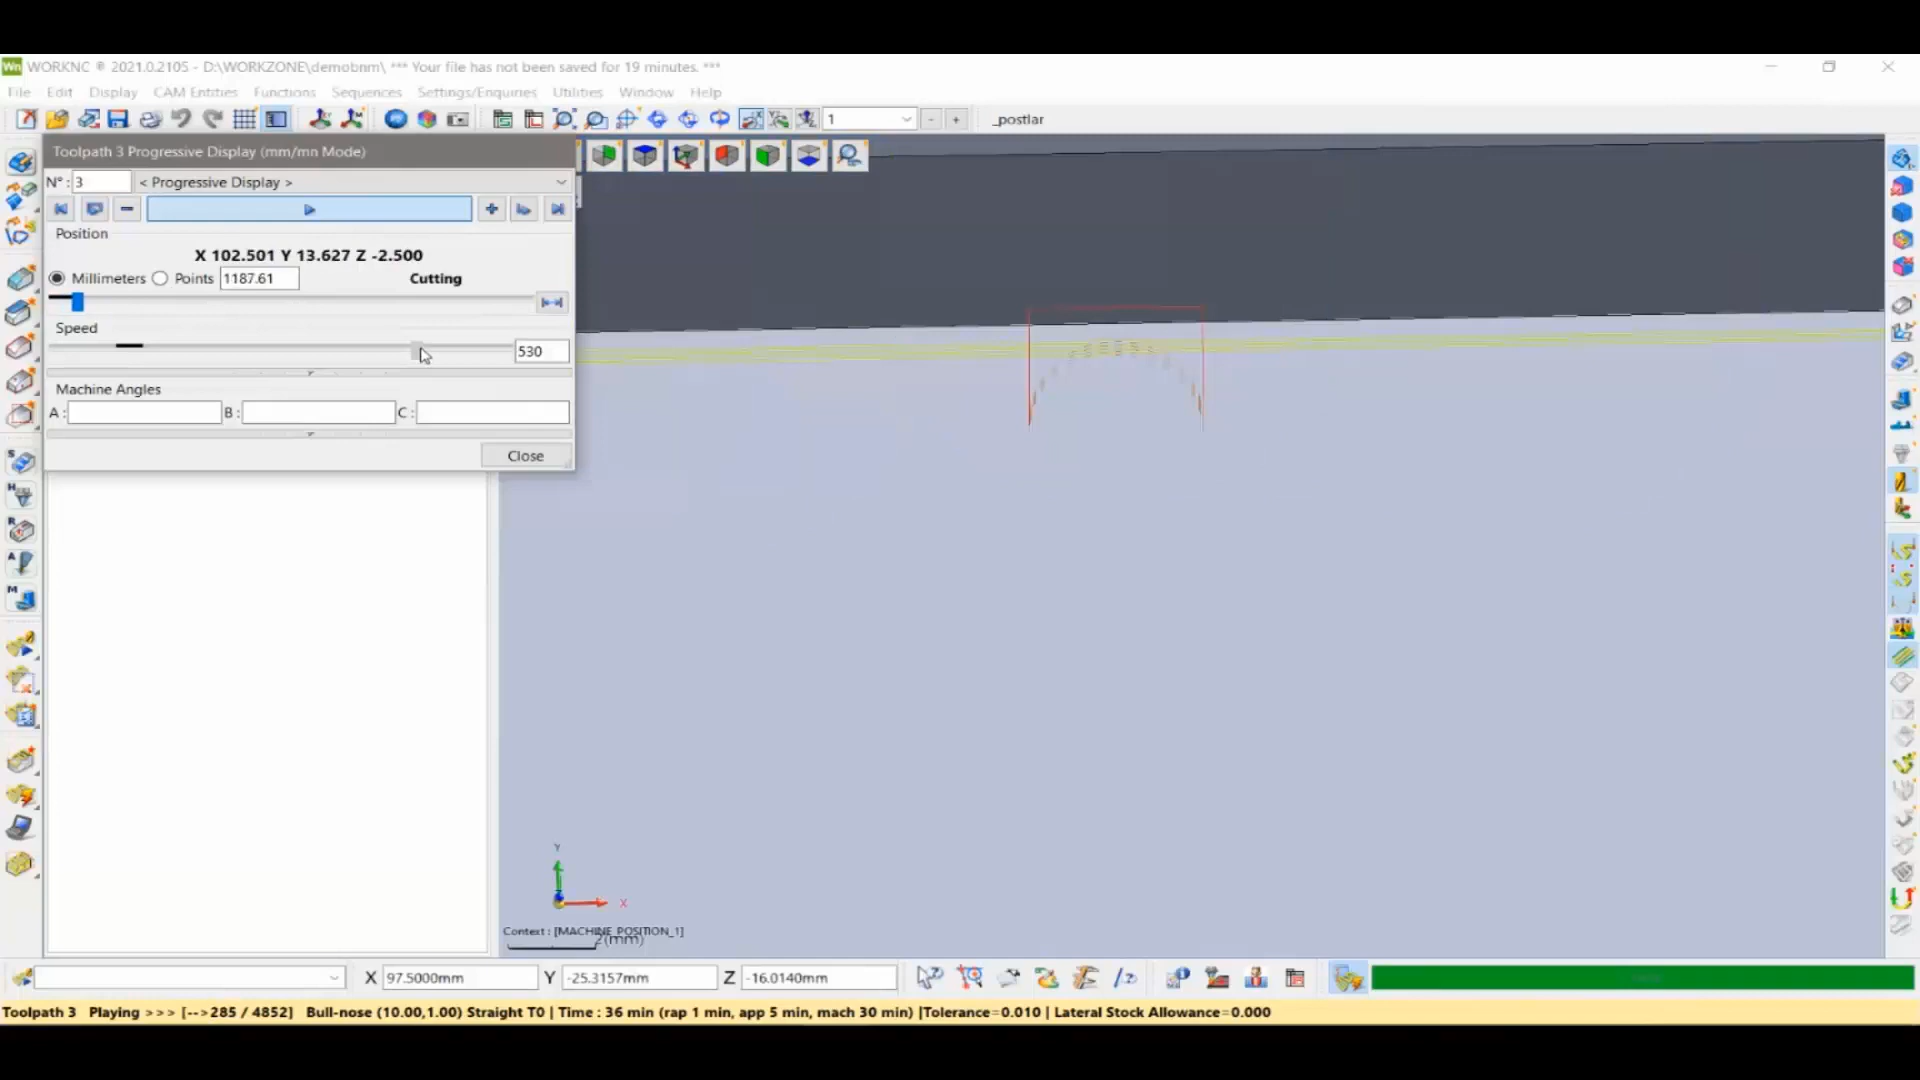 Wn WORKNC ® 2021.0.2105 - D:\WORKZONE\demobnm\ *** Your file has not been saved for 19 minutes. ***
File Edit Display CAM Entities Functions Sequences Settings/Enquiries Utilities Window Help
1 - + _postlar
Toolpath 3 Progressive Display (mm/mn Mode)
N° : 3 < Progressive Display >
Position
X 102.501 Y 13.627 Z -2.500
Millimeters Points 1187.61 Cutting
Speed
530
Machine Angles
A : B : C :
Close
S
H
R
A
M
Y
X
Context : [MACHINE_POSITION_1]
2(mm)
X 97.5000mm Y -25.3157mm Z -16.0140mm
Toolpath 3 Playing >>> [-->285 / 4852] Bull-nose (10.00,1.00) Straight T0 | Time : 36 min (rap 1 min, app 5 min, mach 30 min) |Tolerance=0.010 | Lateral Stock Allowance=0.000